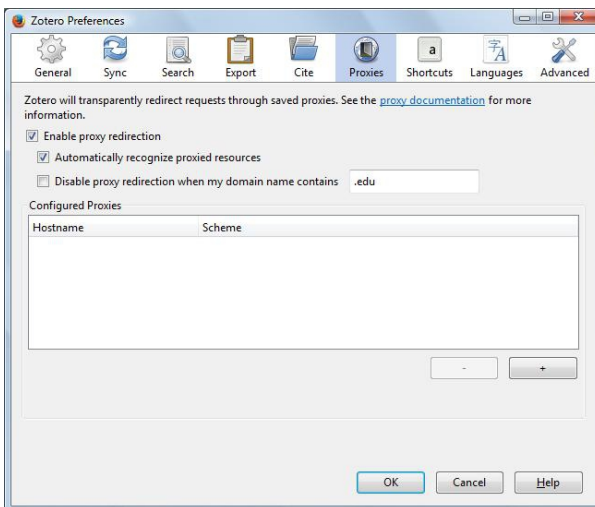 Zotero Preferences
General Sync Search Export Cite Proxies a Shortcuts 字A Languages Advanced
Zotero will transparently redirect requests through saved proxies. See the proxy documentation for more
information.
Enable proxy redirection
Automatically recognize proxied resources
Disable proxy redirection when my domain name contains .edu
Configured Proxies
Hostname Scheme
- +
OK Cancel Help